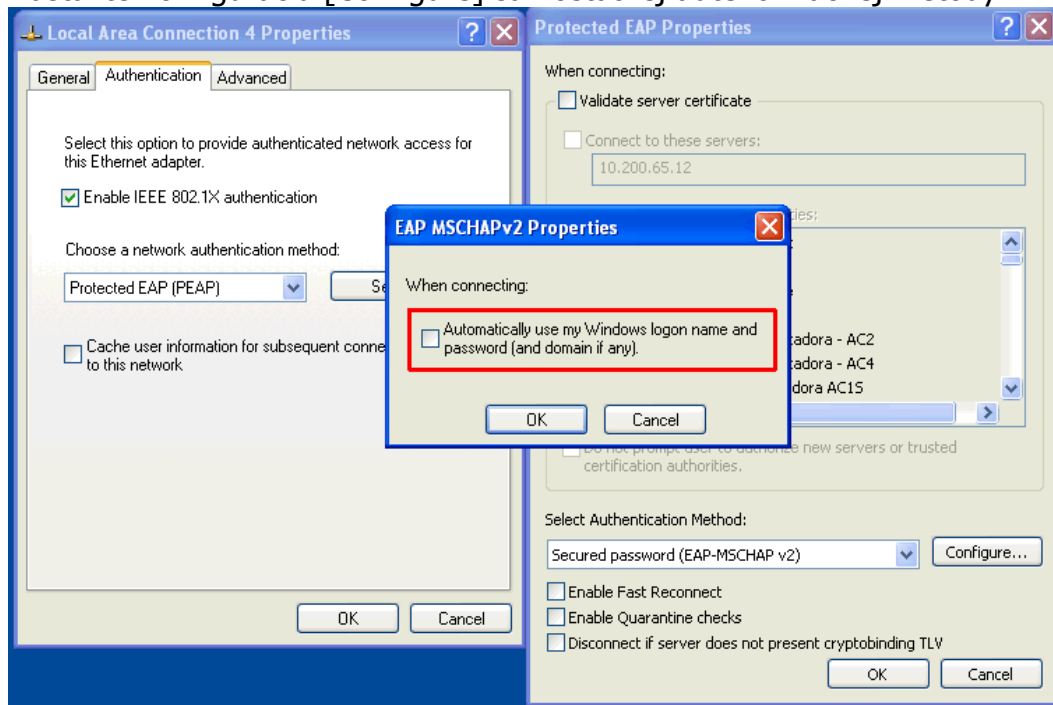 Local Area Connection 4 Properties
General Authentication Advanced
Select this option to provide authenticated network access for
this Ethernet adapter.
Enable IEEE 802.1X authentication
Choose a network authentication method:
Protected EAP (PEAP)
Cache user information for subsequent
to this network
OK Cancel
Protected EAP Properties
When connecting:
Validate server certificate
Connect to these servers:
10.200.65.12
- AC2
- AC4
AC15
new servers or trusted
certification authorities.
Select Authentication Method:
Secured password (EAP-MSCHAP v2) Configure...
Enable Fast Reconnect
Enable Quarantine checks
Disconnect if server does not present cryptobinding TLV
OK Cancel
EAP MSCHAPv2 Properties
When connecting:
Automatically use my Windows logon name and
password (and domain if any).
OK Cancel